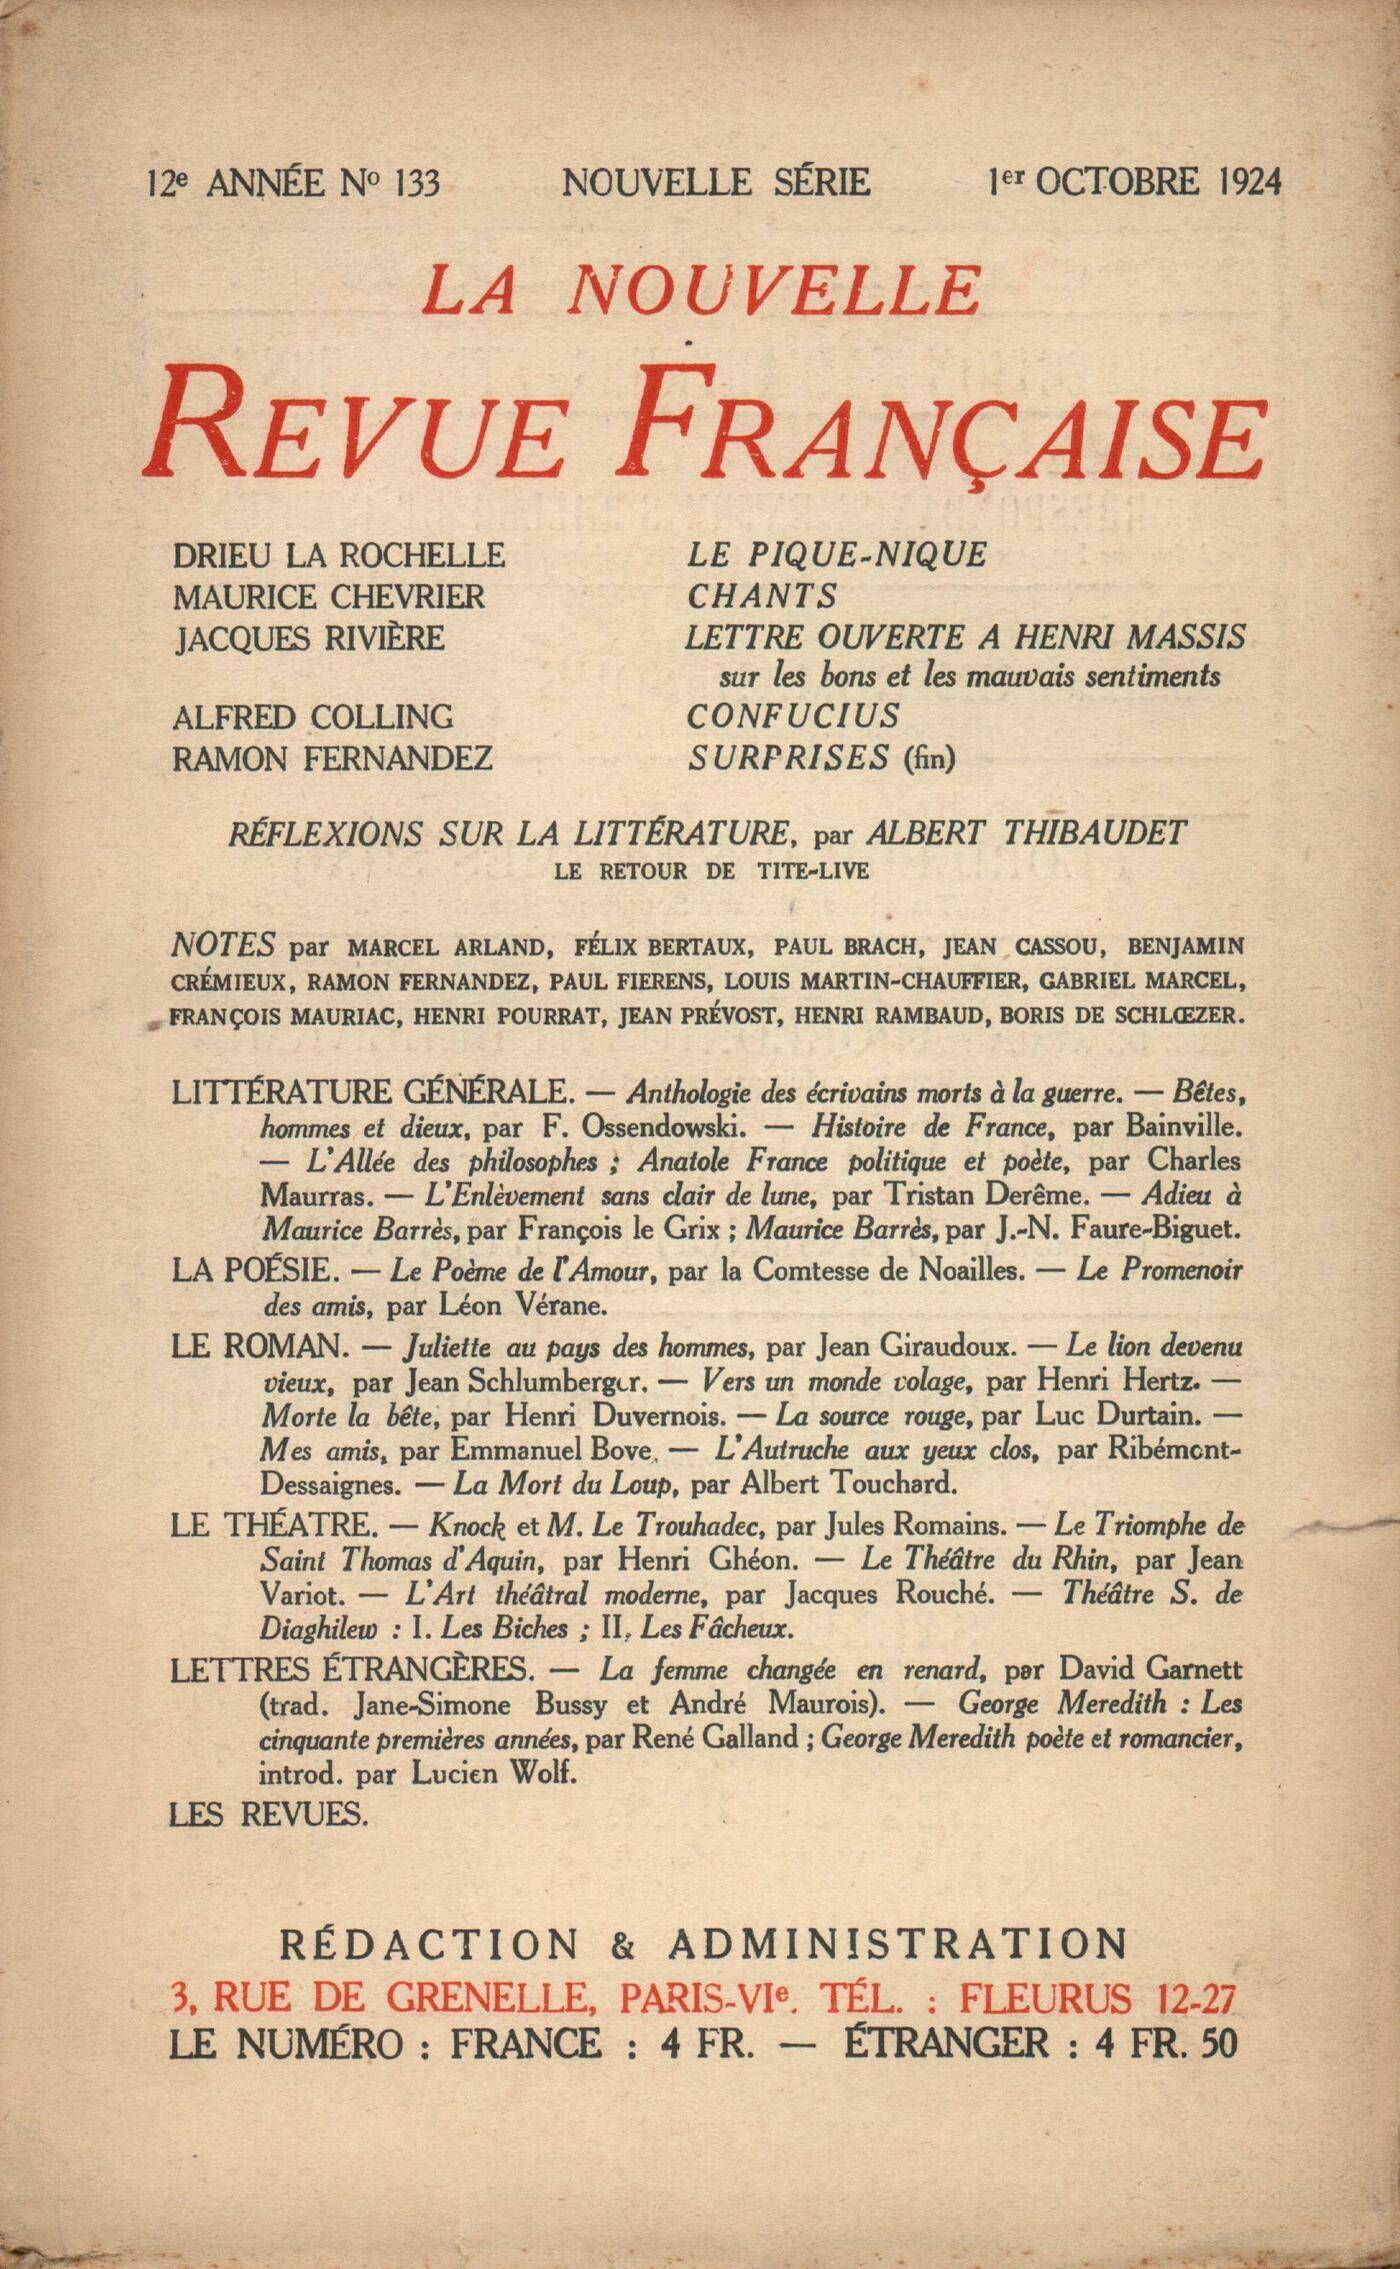 12e ANNÉE No 133 NOUVELLE SÉRIE 1er OCTOBRE 1924
LA NOUVELLE
REVUE FRANÇAISE
DRIEU LA ROCHELLE LE PIQUE-NIQUE
MAURICE CHEVRIER CHANTS
JACQUES RIVIÈRE LETTRE OUVERTE A HENRI MASSIS
sur les bons et les mauvais sentiments
ALFRED COLLING CONFUCIUS
RAMON FERNANDEZ SURPRISES (fin)
RÉFLEXIONS SUR LA LITTÉRATURE, par ALBERT THIBAUDET
LE RETOUR DE TITE-LIVE
NOTES par MARCEL ARLAND, FÉLIX BERTAUX, PAUL BRACH, JEAN CASSOU, BENJAMIN
CRÉMIEUX, RAMON FERNANDEZ, PAUL FIERENS, LOUIS MARTIN-CHAUFFIER, GABRIEL MARCEL,
FRANÇOIS MAURIAC, HENRI POURRAT, JEAN PRÉVOST, HENRI RAMBAUD, BORIS DE SCHLŒZER.
LITTÉRATURE GÉNÉRALE. — Anthologie des écrivains morts à la guerre. — Bêtes,
hommes et dieux, par F. Ossendowski. — Histoire de France, par Bainville.
— L'Allée des philosophes ; Anatole France politique et poète, par Charles
Maurras. — L'Enlèvement sans clair de lune, par Tristan Derême. — Adieu à
Maurice Barrès, par François le Grix ; Maurice Barrès, par J.-N. Faure-Biguet.
LA POÉSIE. — Le Poème de l'Amour, par la Comtesse de Noailles. — Le Promenoir
des amis, par Léon Vérane.
LE ROMAN. — Juliette au pays des hommes, par Jean Giraudoux. — Le lion devenu
vieux, par Jean Schlumberger. — Vers un monde volage, par Henri Hertz. —
Morte la bête, par Henri Duvernois. — La source rouge, par Luc Durtain. —
Mes amis, par Emmanuel Bove. — L'Autruche aux yeux clos, par Ribémont-
Dessaignes. — La Mort du Loup, par Albert Touchard.
LE THÉATRE. — Knock et M. Le Trouhadec, par Jules Romains. — Le Triomphe de
Saint Thomas d'Aquin, par Henri Ghéon. — Le Théâtre du Rhin, par Jean
Variot. — L'Art théâtral moderne, par Jacques Rouché. — Théâtre S. de
Diaghilew : I. Les Biches ; II. Les Fâcheux.
LETTRES ÉTRANGÈRES. — La femme changée en renard, par David Garnett
(trad. Jane-Simone Bussy et André Maurois). — George Meredith : Les
cinquante premières années, par René Galland ; George Meredith poète et romancier,
introd. par Lucien Wolf.
LES REVUES.
RÉDACTION & ADMINISTRATION
3, RUE DE GRENELLE, PARIS-VIe. TÉL. : FLEURUS 12-27
LE NUMÉRO : FRANCE : 4 FR. — ÉTRANGER : 4 FR. 50